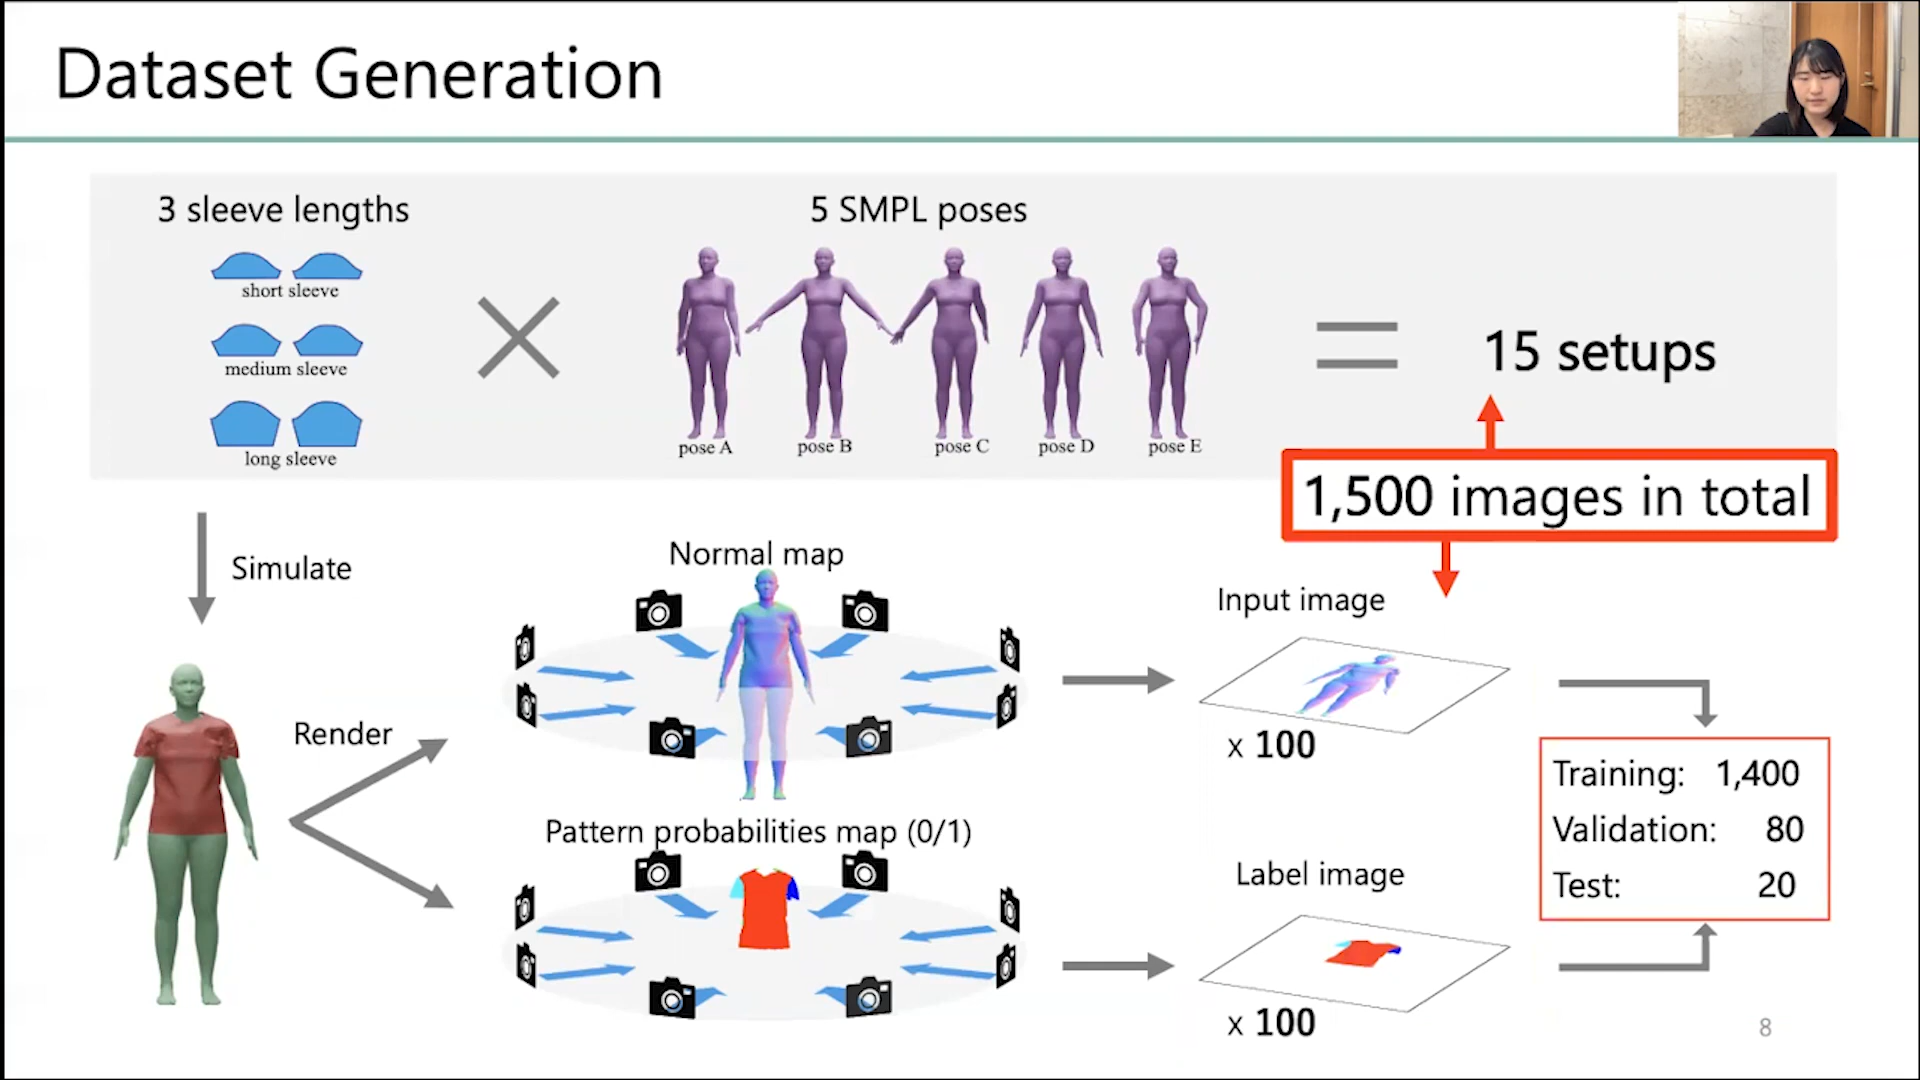 Dataset Generation
3 sleeve lengths
short sleeve
medium sleeve
long sleeve
5 SMPL poses
pose A
pose B
pose C
pose D
pose E
15 setups
1,500 images in total
Simulate
Render
Normal map
Pattern probabilities map (0/1)
Input image
x 100
Label image
x 100
Training: 1,400
Validation: 80
Test: 20
8